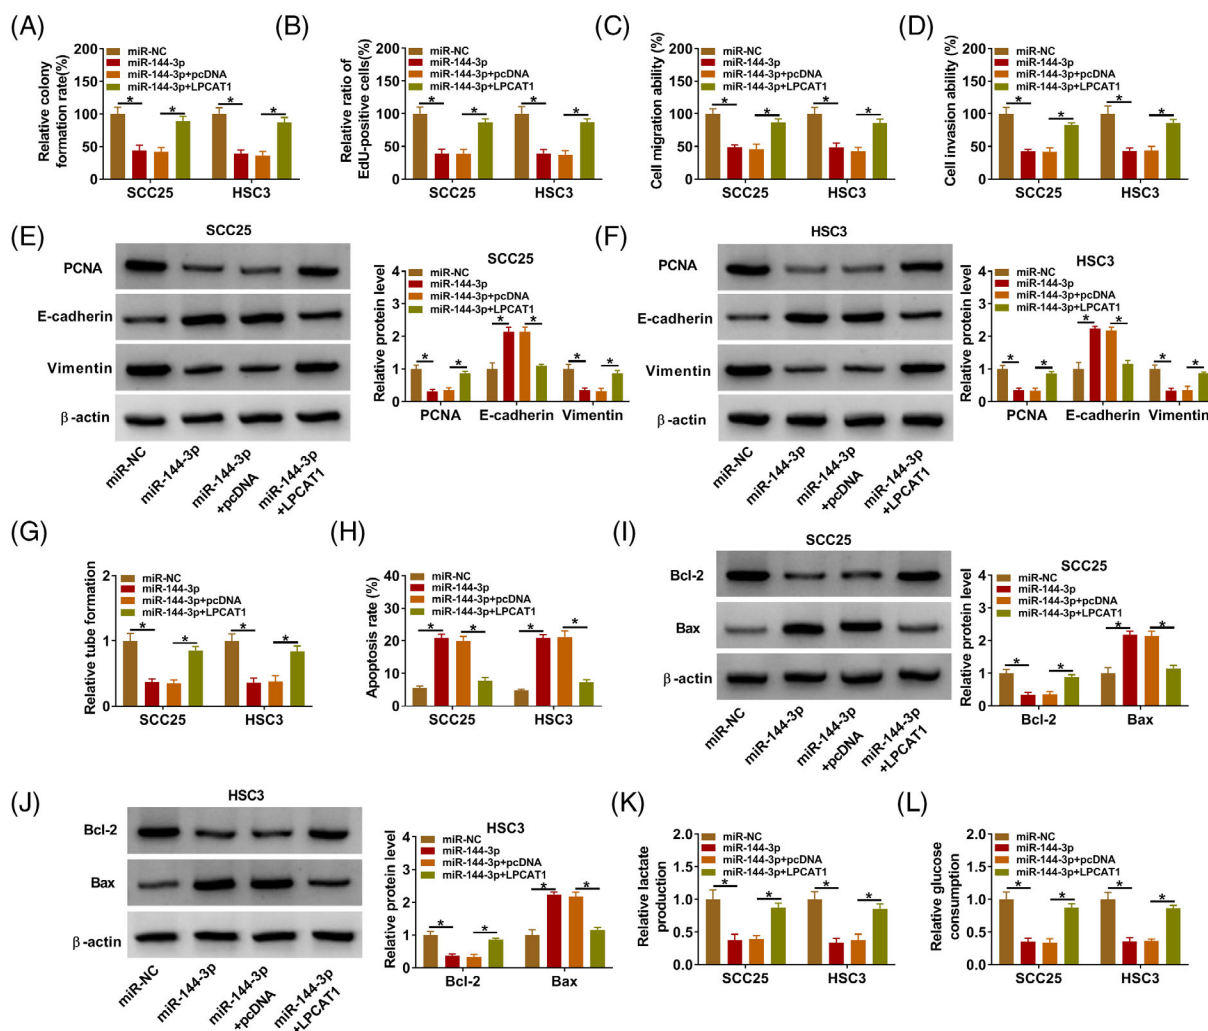 (A)
Relative colony
formation rate(%)
200
150
100
50
0
miR-NC
miR-144-3p
miR-144-3p+pcDNA
miR-144-3p+LPCAT1
* * * *
SCC25 HSC3
(B)
Relative ratio of
EdU-positive cells(%)
200
150
100
50
0
miR-NC
miR-144-3p
miR-144-3p+pcDNA
miR-144-3p+LPCAT1
* * * *
SCC25 HSC3
(C)
Cell migration ability (%)
200
150
100
50
0
miR-NC
miR-144-3p
miR-144-3p+pcDNA
miR-144-3p+LPCAT1
* * * *
SCC25 HSC3
(D)
Cell invasion ability (%)
200
150
100
50
0
miR-NC
miR-144-3p
miR-144-3p+pcDNA
miR-144-3p+LPCAT1
* * * *
SCC25 HSC3
(E)
SCC25
PCNA
E-cadherin
Vimentin
β-actin
miR-NC
miR-144-3p
miR-144-3p
+pcDNA
miR-144-3p
+LPCAT1
SCC25
Relative protein level
4
3
2
1
0
miR-NC
miR-144-3p
miR-144-3p+pcDNA
miR-144-3p+LPCAT1
* * * * * *
PCNA E-cadherin Vimentin
(F)
HSC3
PCNA
E-cadherin
Vimentin
β-actin
miR-NC
miR-144-3p
miR-144-3p
+pcDNA
miR-144-3p
+LPCAT1
HSC3
Relative protein level
4
3
2
1
0
miR-NC
miR-144-3p
miR-144-3p+pcDNA
miR-144-3p+LPCAT1
* * * * * *
PCNA E-cadherin Vimentin
(G)
Relative tube formation
2
1
0
miR-NC
miR-144-3p
miR-144-3p+pcDNA
miR-144-3p+LPCAT1
* * * *
SCC25 HSC3
(H)
Apoptosis rate (%)
40
30
20
10
0
miR-NC
miR-144-3p
miR-144-3p+pcDNA
miR-144-3p+LPCAT1
* * * *
SCC25 HSC3
(I)
SCC25
Bcl-2
Bax
β-actin
miR-NC
miR-144-3p
miR-144-3p
+pcDNA
miR-144-3p
+LPCAT1
SCC25
Relative protein level
4
3
2
1
0
miR-NC
miR-144-3p
miR-144-3p+pcDNA
miR-144-3p+LPCAT1
* * * *
Bcl-2 Bax
(J)
HSC3
Bcl-2
Bax
β-actin
miR-NC
miR-144-3p
miR-144-3p
+pcDNA
miR-144-3p
+LPCAT1
HSC3
Relative protein level
4
3
2
1
0
miR-NC
miR-144-3p
miR-144-3p+pcDNA
miR-144-3p+LPCAT1
* * * *
Bcl-2 Bax
(K)
Relative lactate
production
2.0
1.5
1.0
0.5
0.0
miR-NC
miR-144-3p
miR-144-3p+pcDNA
miR-144-3p+LPCAT1
* * * *
SCC25 HSC3
(L)
Relative glucose
consumption
2.0
1.5
1.0
0.5
0.0
miR-NC
miR-144-3p
miR-144-3p+pcDNA
miR-144-3p+LPCAT1
* * * *
SCC25 HSC3